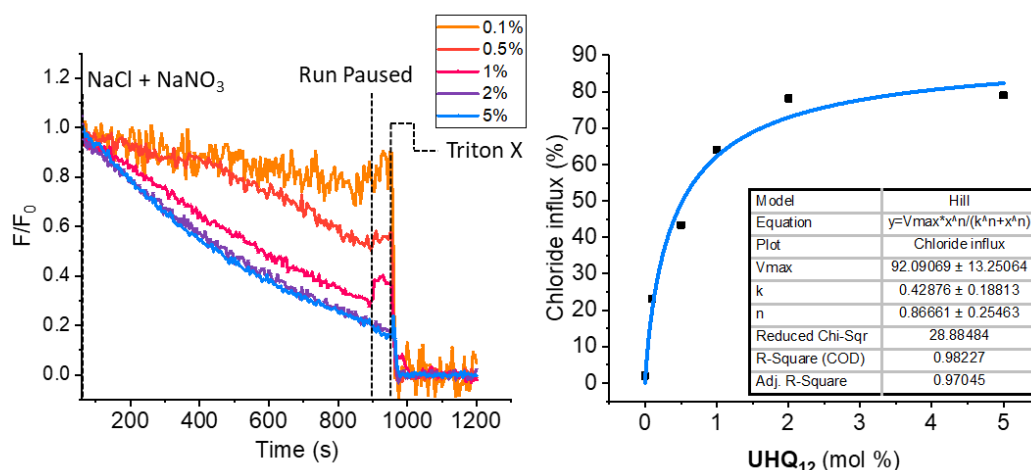 0.1%
0.5%
1%
2%
5%
NaCl + NaNO₃
Run Paused
Triton X
1.2
1.0
0.8
0.6
0.4
0.2
0.0
F/F₀
200 400 600 800 1000 1200
Time (s)
90
80
70
60
50
40
30
20
10
0
Chloride influx (%)
Model Hill
Equation y=Vmax*x^n/(k^n+x^n)
Plot Chloride influx
Vmax 92.09069 ± 13.25064
k 0.42876 ± 0.18813
n 0.86661 ± 0.25463
Reduced Chi-Sqr 28.88484
R-Square (COD) 0.98227
Adj. R-Square 0.97045
0 1 2 3 4 5
UHQ₁₂ (mol %)